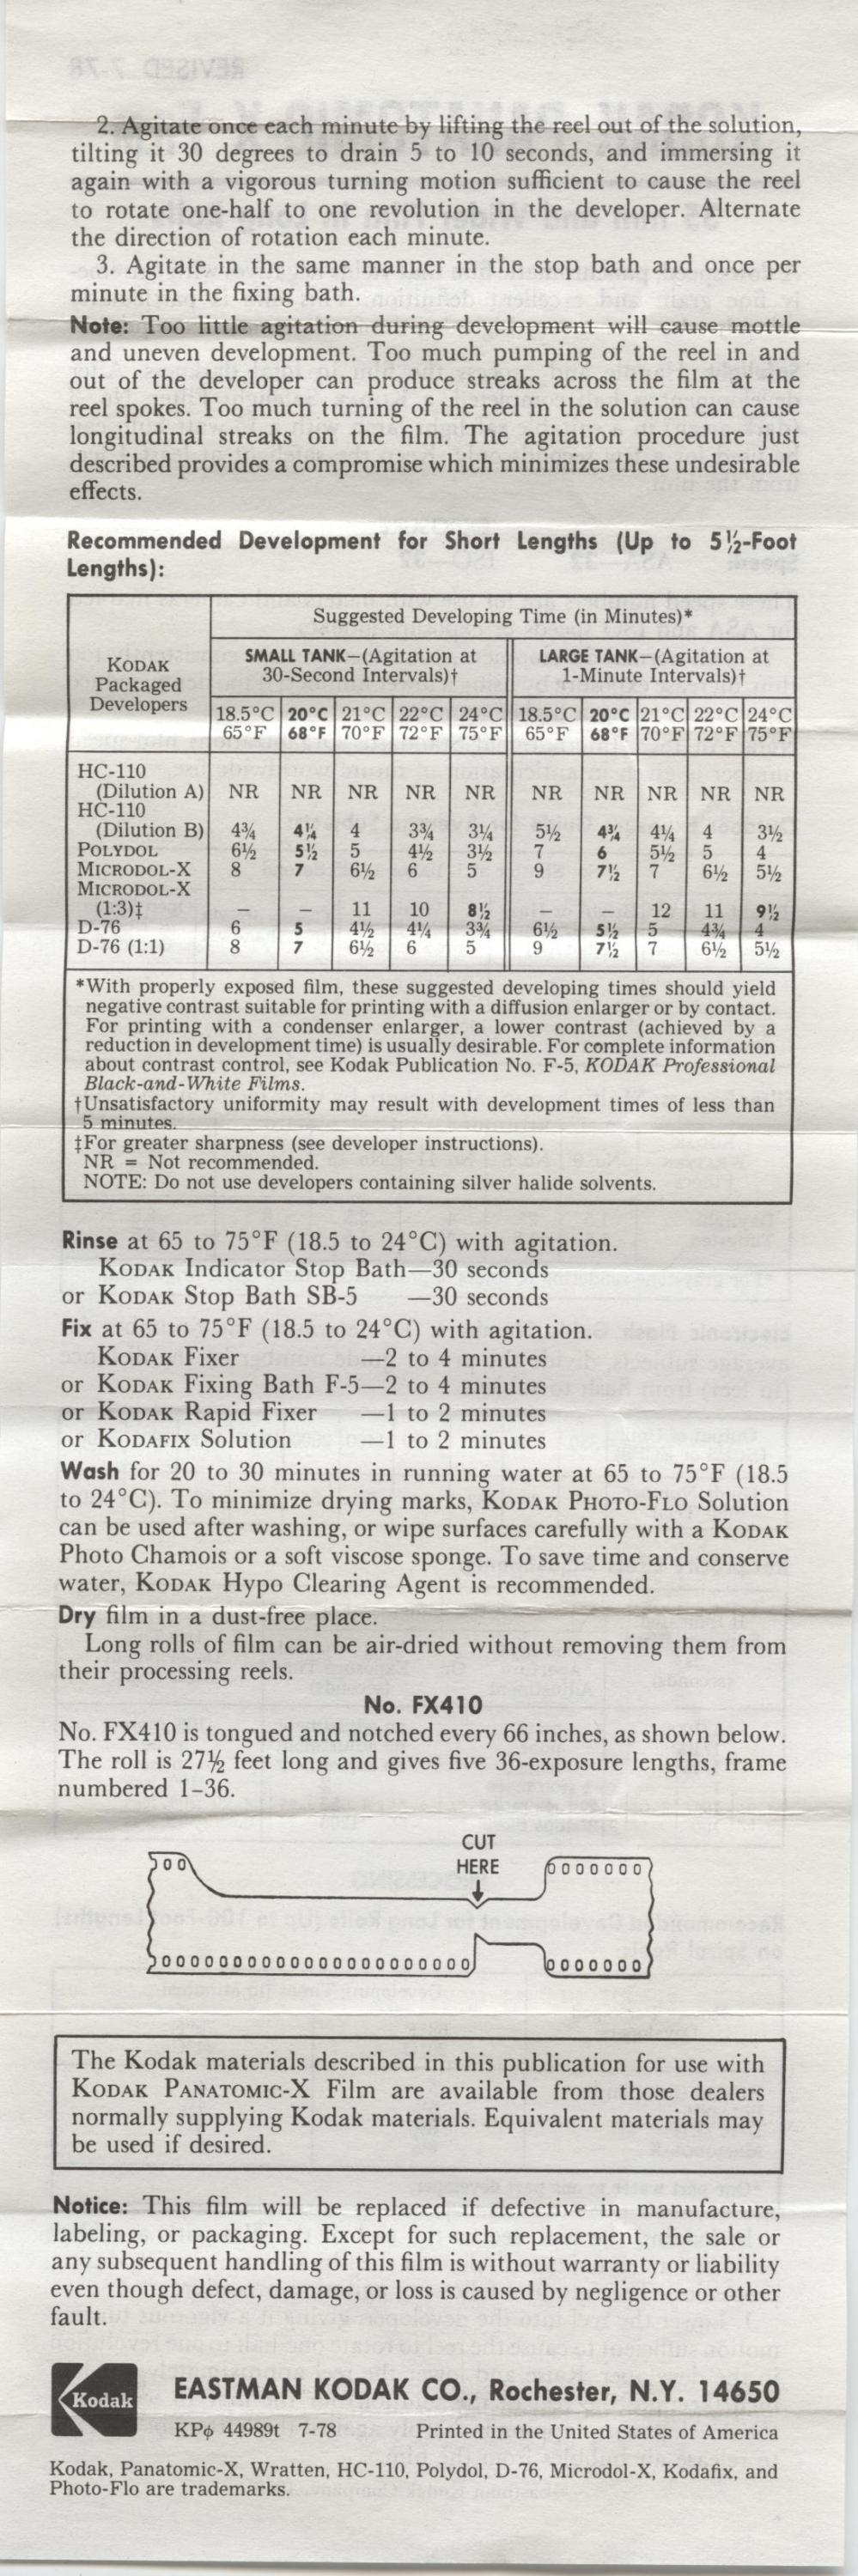 2. Agitate once each minute by lifting the reel out of the solution,
tilting it 30 degrees to drain 5 to 10 seconds, and immersing it
again with a vigorous turning motion sufficient to cause the reel
to rotate one-half to one revolution in the developer. Alternate
the direction of rotation each minute.
3. Agitate in the same manner in the stop bath and once per
minute in the fixing bath.
Note: Too little agitation during development will cause mottle
and uneven development. Too much pumping of the reel in and
out of the developer can produce streaks across the film at the
reel spokes. Too much turning of the reel in the solution can cause
longitudinal streaks on the film. The agitation procedure just
described provides a compromise which minimizes these undesirable
effects.
Recommended Development for Short Lengths (Up to 5½-Foot
Lengths):
KODAK
Packaged
Developers
Suggested Developing Time (in Minutes)*
SMALL TANK—(Agitation at
30-Second Intervals)†
LARGE TANK—(Agitation at
1-Minute Intervals)†
18.5°C 20°C 21°C 22°C 24°C 18.5°C 20°C 21°C 22°C 24°C
65°F 68°F 70°F 72°F 75°F 65°F 68°F 70°F 72°F 75°F
HC-110
(Dilution A) NR NR NR NR NR NR NR NR NR NR
HC-110
(Dilution B) 4¾ 4¼ 4 3¾ 3¼ 5½ 4¾ 4¼ 4 3½
POLYDOL 6½ 5½ 5 4½ 3½ 7 6 5½ 5 4
MICRODOL-X 8 7 6½ 6 5 9 7½ 7 6½ 5½
MICRODOL-X
(1:3)‡ – – 11 10 8½ – – 12 11 9½
D-76 6 5 4½ 4¼ 3¾ 6½ 5½ 5 4¾ 4
D-76 (1:1) 8 7 6½ 6 5 9 7½ 7 6½ 5½
*With properly exposed film, these suggested developing times should yield
negative contrast suitable for printing with a diffusion enlarger or by contact.
For printing with a condenser enlarger, a lower contrast (achieved by a
reduction in development time) is usually desirable. For complete information
about contrast control, see Kodak Publication No. F-5, KODAK Professional
Black-and-White Films.
†Unsatisfactory uniformity may result with development times of less than
5 minutes.
‡For greater sharpness (see developer instructions).
NR = Not recommended.
NOTE: Do not use developers containing silver halide solvents.
Rinse at 65 to 75°F (18.5 to 24°C) with agitation.
KODAK Indicator Stop Bath—30 seconds
or KODAK Stop Bath SB-5 —30 seconds
Fix at 65 to 75°F (18.5 to 24°C) with agitation.
KODAK Fixer —2 to 4 minutes
or KODAK Fixing Bath F-5—2 to 4 minutes
or KODAK Rapid Fixer —1 to 2 minutes
or KODAFIX Solution —1 to 2 minutes
Wash for 20 to 30 minutes in running water at 65 to 75°F (18.5
to 24°C). To minimize drying marks, KODAK PHOTO-FLO Solution
can be used after washing, or wipe surfaces carefully with a KODAK
Photo Chamois or a soft viscose sponge. To save time and conserve
water, KODAK Hypo Clearing Agent is recommended.
Dry film in a dust-free place.
Long rolls of film can be air-dried without removing them from
their processing reels.
No. FX410
No. FX410 is tongued and notched every 66 inches, as shown below.
The roll is 27½ feet long and gives five 36-exposure lengths, frame
numbered 1–36.
CUT
HERE
The Kodak materials described in this publication for use with
KODAK PANATOMIC-X Film are available from those dealers
normally supplying Kodak materials. Equivalent materials may
be used if desired.
Notice: This film will be replaced if defective in manufacture,
labeling, or packaging. Except for such replacement, the sale or
any subsequent handling of this film is without warranty or liability
even though defect, damage, or loss is caused by negligence or other
fault.
Kodak
EASTMAN KODAK CO., Rochester, N.Y. 14650
KPϕ 44989t 7-78 Printed in the United States of America
Kodak, Panatomic-X, Wratten, HC-110, Polydol, D-76, Microdol-X, Kodafix, and
Photo-Flo are trademarks.